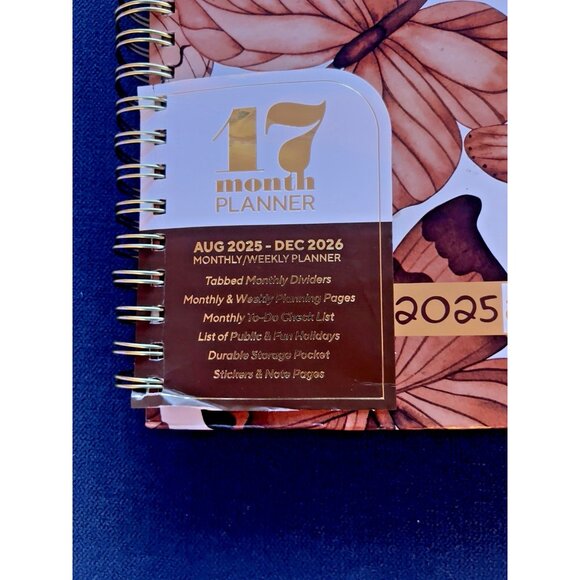 17
month
PLANNER
AUG 2025 - DEC 2026
MONTHLY/WEEKLY PLANNER
Tabbed Monthly Dividers
Monthly & Weekly Planning Pages
Monthly To-Do Check List
List of Public & Fun Holidays
Durable Storage Pocket
Stickers & Note Pages
2025